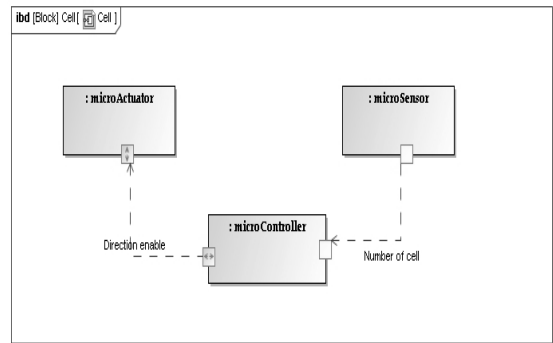 ibd [Block] Cell [ Cell ]
: microActuator
: microSensor
: microController
Direction enable
Number of cell